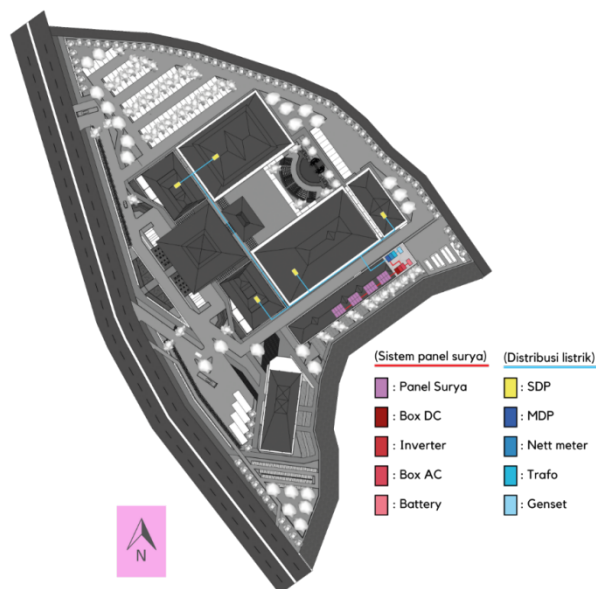 (Sistem panel surya) (Distribusi listrik)
: Panel Surya : SDP
: Box DC : MDP
: Inverter : Nett meter
: Box AC : Trafo
: Battery : Genset
N